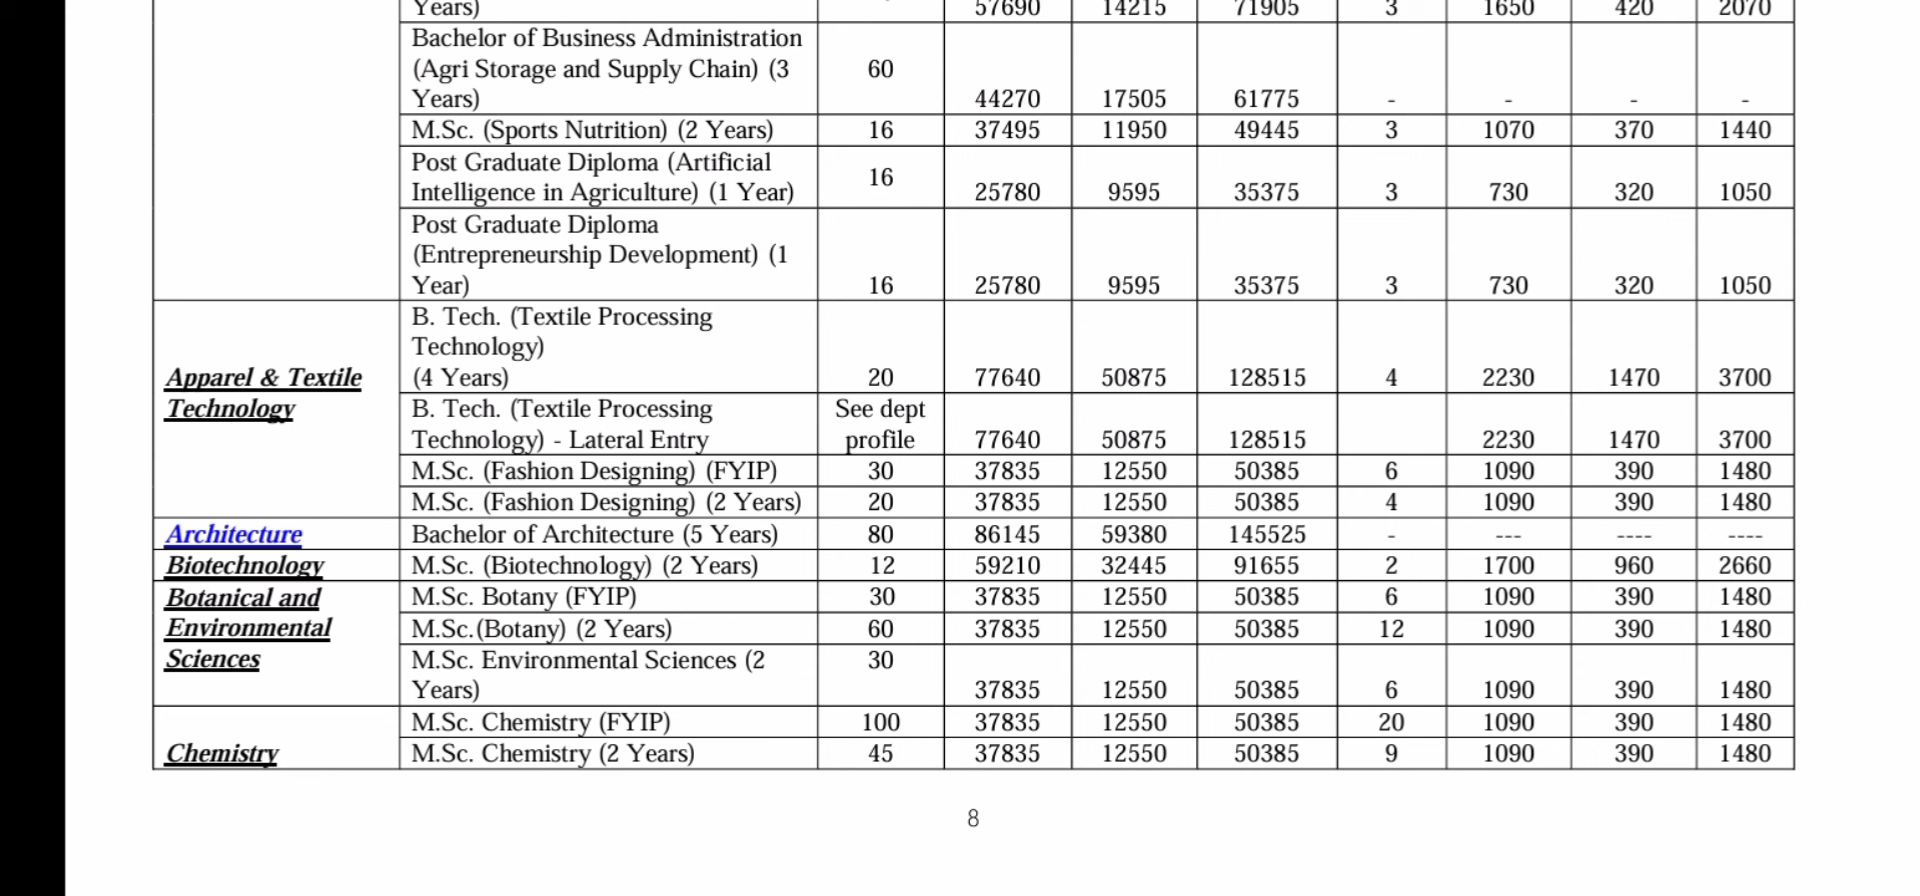 Years) 57690 14215 71905 3 1650 420 2070
Bachelor of Business Administration
(Agri Storage and Supply Chain) (3 60
Years) 44270 17505 61775 - - - -
M.Sc. (Sports Nutrition) (2 Years) 16 37495 11950 49445 3 1070 370 1440
Post Graduate Diploma (Artificial
16
Intelligence in Agriculture) (1 Year) 25780 9595 35375 3 730 320 1050
Post Graduate Diploma
(Entrepreneurship Development) (1
Year) 16 25780 9595 35375 3 730 320 1050
B. Tech. (Textile Processing
Technology)
Apparel & Textile (4 Years) 20 77640 50875 128515 4 2230 1470 3700
Technology B. Tech. (Textile Processing See dept
Technology) - Lateral Entry profile 77640 50875 128515 2230 1470 3700
M.Sc. (Fashion Designing) (FYIP) 30 37835 12550 50385 6 1090 390 1480
M.Sc. (Fashion Designing) (2 Years) 20 37835 12550 50385 4 1090 390 1480
Architecture Bachelor of Architecture (5 Years) 80 86145 59380 145525 - --- ---- ----
Biotechnology M.Sc. (Biotechnology) (2 Years) 12 59210 32445 91655 2 1700 960 2660
Botanical and M.Sc. Botany (FYIP) 30 37835 12550 50385 6 1090 390 1480
Environmental M.Sc.(Botany) (2 Years) 60 37835 12550 50385 12 1090 390 1480
Sciences M.Sc. Environmental Sciences (2 30
Years) 37835 12550 50385 6 1090 390 1480
M.Sc. Chemistry (FYIP) 100 37835 12550 50385 20 1090 390 1480
Chemistry M.Sc. Chemistry (2 Years) 45 37835 12550 50385 9 1090 390 1480
8